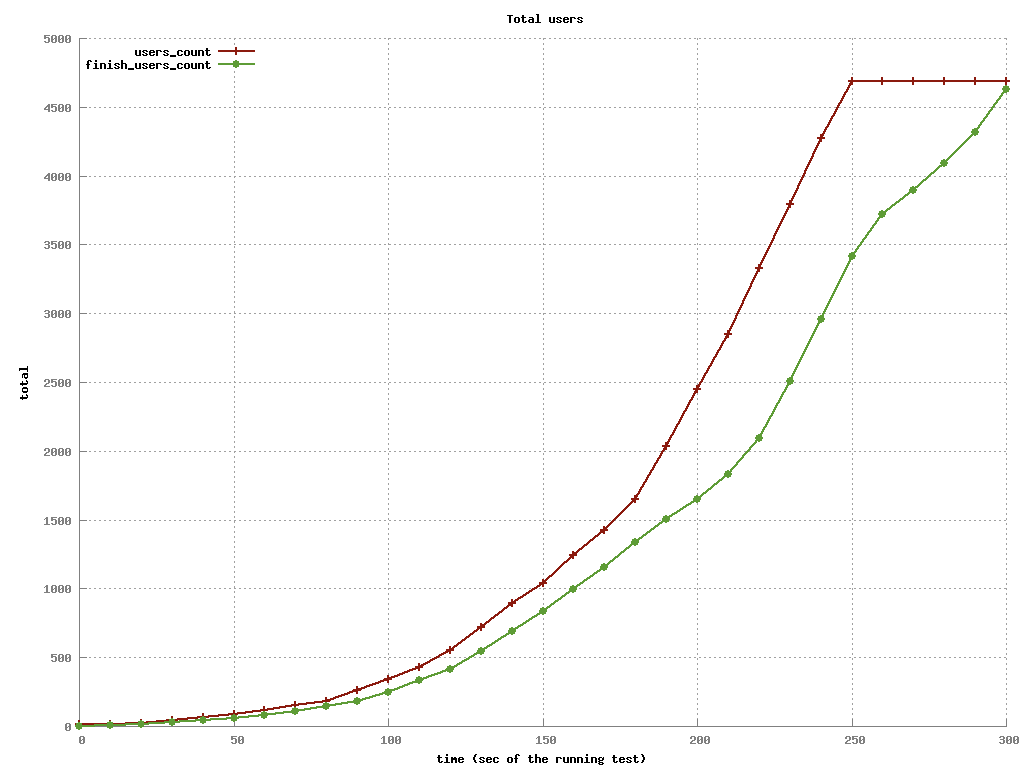 Total users
users_count
finish_users_count
5000
4500
4000
3500
3000
2500
2000
1500
1000
500
0
total
0 50 100 150 200 250 300
time (sec of the running test)